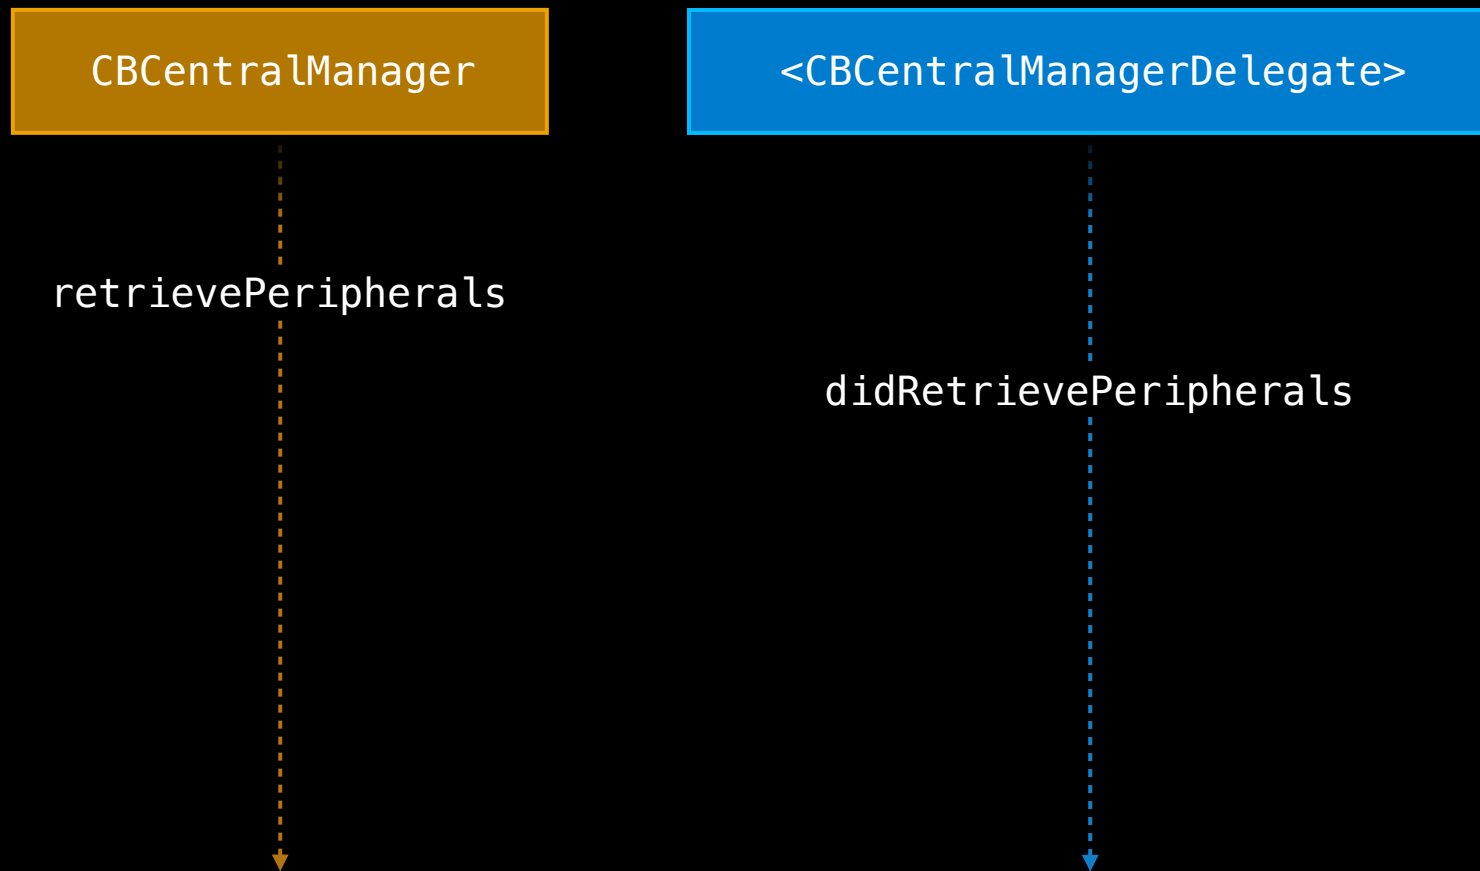 CBCentralManager
<CBCentralManagerDelegate>
retrievePeripherals
didRetrievePeripherals